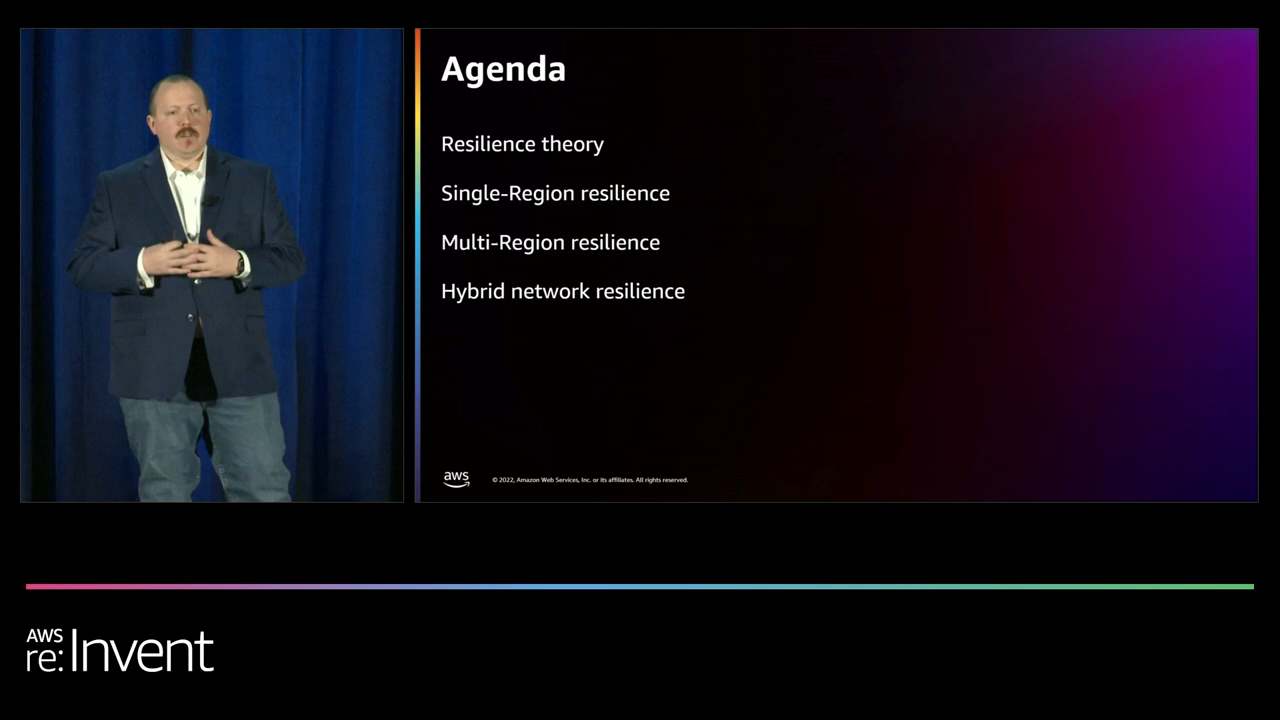 Agenda
Resilience theory
Single-Region resilience
Multi-Region resilience
Hybrid network resilience
aws
© 2022, Amazon Web Services, Inc. or its affiliates. All rights reserved.
AWS
re:Invent